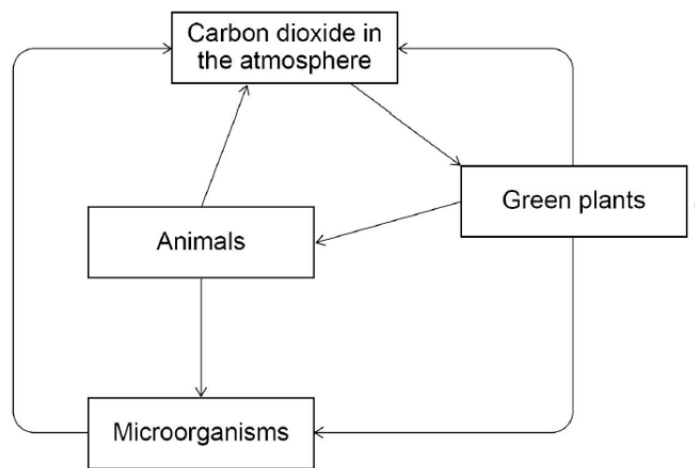 Carbon dioxide in
the atmosphere
Green plants
Animals
Microorganisms